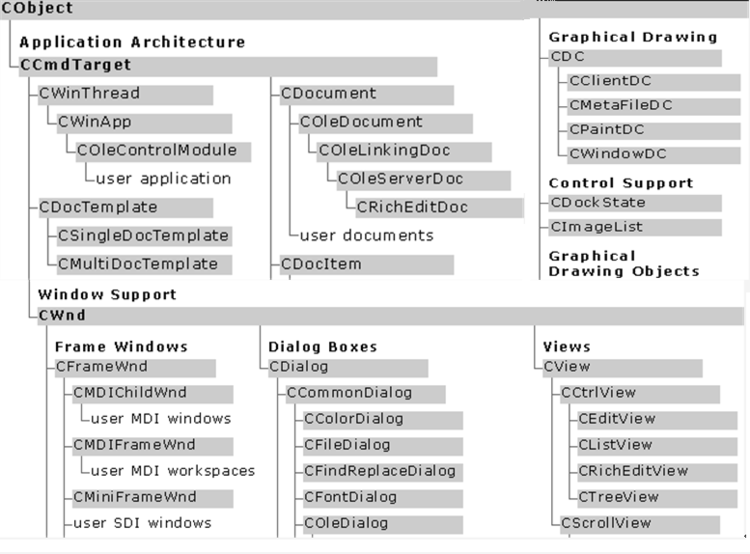 CObject
Application Architecture
CCmdTarget
CWinThread
CWinApp
COleControlModule
user application
CDocTemplate
CSingleDocTemplate
CMultiDocTemplate
CDocument
COleDocument
COleLinkingDoc
COleServerDoc
CRichEditDoc
user documents
CDocItem
Graphical Drawing
CDC
CClientDC
CMetaFileDC
CPaintDC
CWindowDC
Control Support
CDockState
CImageList
Graphical
Drawing Objects
Window Support
CWnd
Frame Windows
CFrameWnd
CMDIChildWnd
user MDI windows
CMDIFrameWnd
user MDI workspaces
CMiniFrameWnd
user SDI windows
Dialog Boxes
CDialog
CCommonDialog
CColorDialog
CFileDialog
CFindReplaceDialog
CFontDialog
COleDialog
Views
CView
CCtrlView
CEditView
CListView
CRichEditView
CTreeView
CScrollView